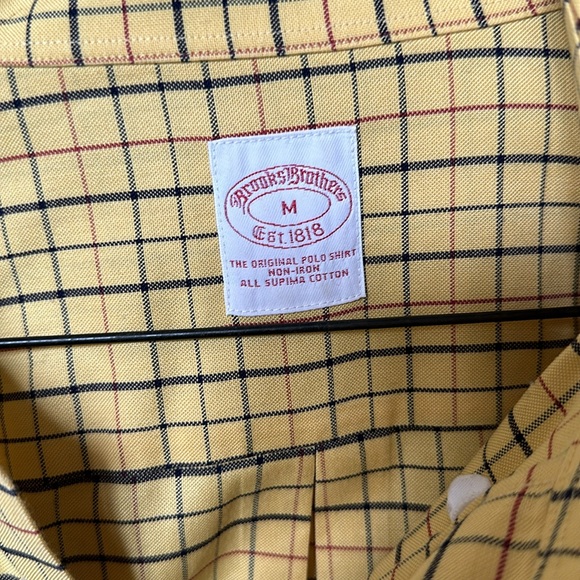 Brooks Brothers
M
Est. 1818
THE ORIGINAL POLO SHIRT
NON-IRON
ALL SUPIMA COTTON